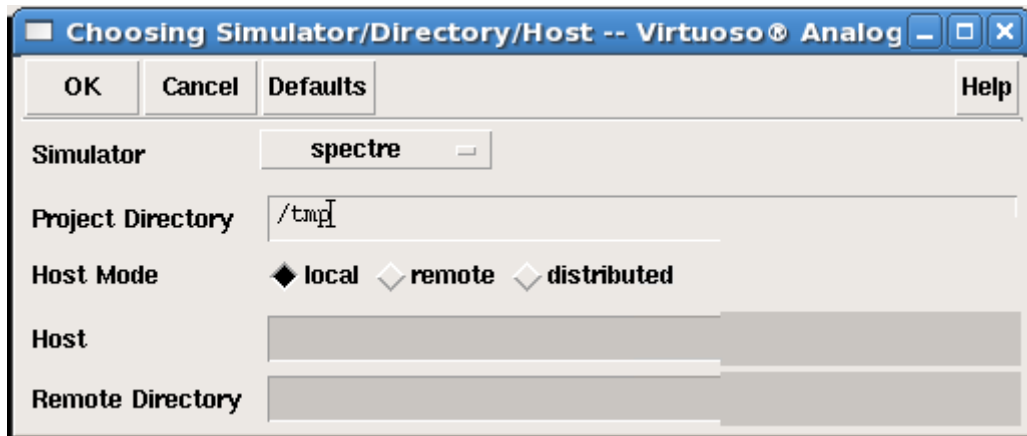 Choosing Simulator/Directory/Host -- Virtuoso® Analog
OK Cancel Defaults Help
Simulator spectre
Project Directory /tmp
Host Mode local remote distributed
Host
Remote Directory